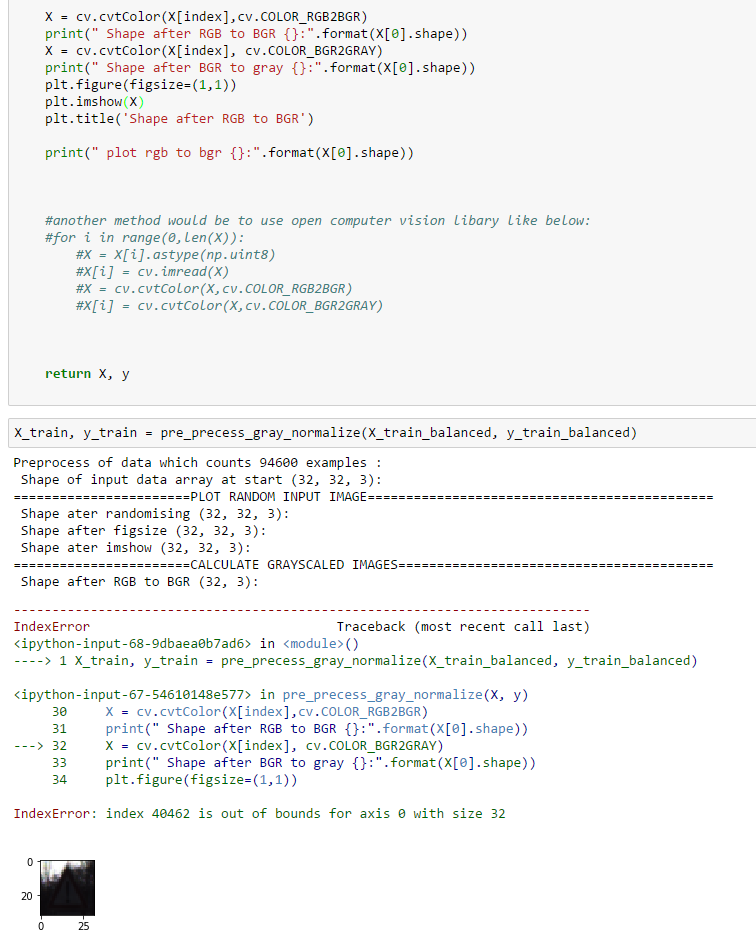 X = cv.cvtColor(X[index],cv.COLOR_RGB2BGR)
print(" Shape after RGB to BGR {}:".format(X[0].shape))
X = cv.cvtColor(X[index], cv.COLOR_BGR2GRAY)
print(" Shape after BGR to gray {}:".format(X[0].shape))
plt.figure(figsize=(1,1))
plt.imshow(X)
plt.title('Shape after RGB to BGR')
print(" plot rgb to bgr {}:".format(X[0].shape))
#another method would be to use open computer vision libary like below:
#for i in range(0,len(X)):
#X = X[i].astype(np.uint8)
#X[i] = cv.imread(X)
#X = cv.cvtColor(X,cv.COLOR_RGB2BGR)
#X[i] = cv.cvtColor(X,cv.COLOR_BGR2GRAY)
return X, y
X_train, y_train = pre_precess_gray_normalize(X_train_balanced, y_train_balanced)
Preprocess of data which counts 94600 examples :
Shape of input data array at start (32, 32, 3):
=======================PLOT RANDOM INPUT IMAGE=============================================
Shape ater randomising (32, 32, 3):
Shape after figsize (32, 32, 3):
Shape ater imshow (32, 32, 3):
=======================CALCULATE GRAYSCALED IMAGES=========================================
Shape after RGB to BGR (32, 3):
---------------------------------------------------------------------------
IndexError                                Traceback (most recent call last)
<ipython-input-68-9dbaea0b7ad6> in <module>()
----> 1 X_train, y_train = pre_precess_gray_normalize(X_train_balanced, y_train_balanced)
<ipython-input-67-54610148e577> in pre_precess_gray_normalize(X, y)
30     X = cv.cvtColor(X[index],cv.COLOR_RGB2BGR)
31     print(" Shape after RGB to BGR {}:".format(X[0].shape))
---> 32     X = cv.cvtColor(X[index], cv.COLOR_BGR2GRAY)
33     print(" Shape after BGR to gray {}:".format(X[0].shape))
34     plt.figure(figsize=(1,1))
IndexError: index 40462 is out of bounds for axis 0 with size 32
0
20
0 25